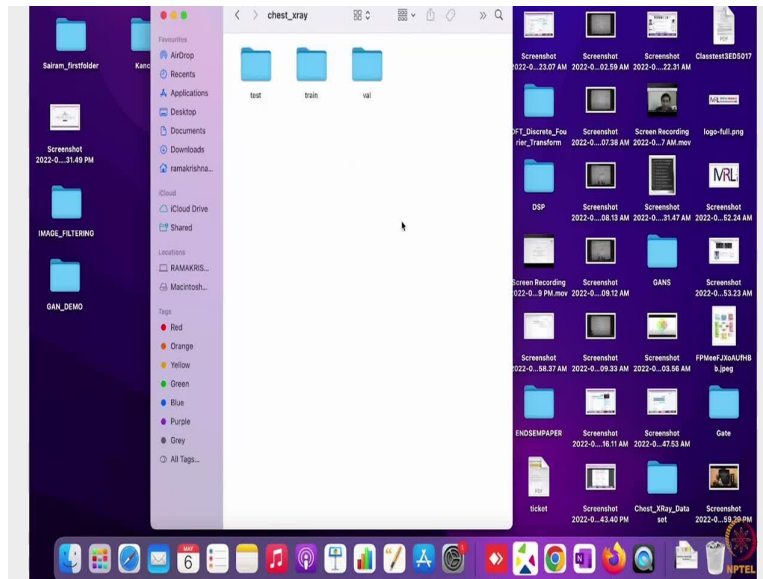 Sairam_firstfolder
Kanc
Screenshot
2022-0....31.49 PM
IMAGE_FILTERING
GAN_DEMO
chest_xray
Favourites
AirDrop
Recents
Applications
Desktop
Documents
Downloads
ramakrishna...
iCloud
iCloud Drive
Shared
Locations
RAMAKRIS...
Macintosh...
Tags
Red
Orange
Yellow
Green
Blue
Purple
Grey
All Tags...
test
train
val
Screenshot
2022-0...23.07 AM
Screenshot
2022-0...02.59 AM
Screenshot
2022-0....22.31 AM
Classtest3ED5017
DFT_Discrete_Fou
rier_Transform
Screenshot
2022-0....07.38 AM
Screen Recording
2022-0...7 AM.mov
MRL
logo-full.png
DSP
Screenshot
2022-0....08.13 AM
Screenshot
2022-0....31.47 AM
MRL
Screenshot
2022-0...52.24 AM
Screen Recording
2022-0...9 PM.mov
Screenshot
2022-0....09.12 AM
GANS
Screenshot
2022-0...53.23 AM
Screenshot
2022-0...58.37 AM
Screenshot
2022-0...09.33 AM
Screenshot
2022-0...03.56 AM
FPMeeFJXoAUfHB
b.jpeg
ENDSEMPAPER
Screenshot
2022-0....16.11 AM
Screenshot
2022-0...47.53 AM
Gate
PDF
ticket
Screenshot
2022-0...43.40 PM
Chest_XRay_Data
set
Screenshot
2022-0...59.29 PM
MAY
6
N
NPTEL